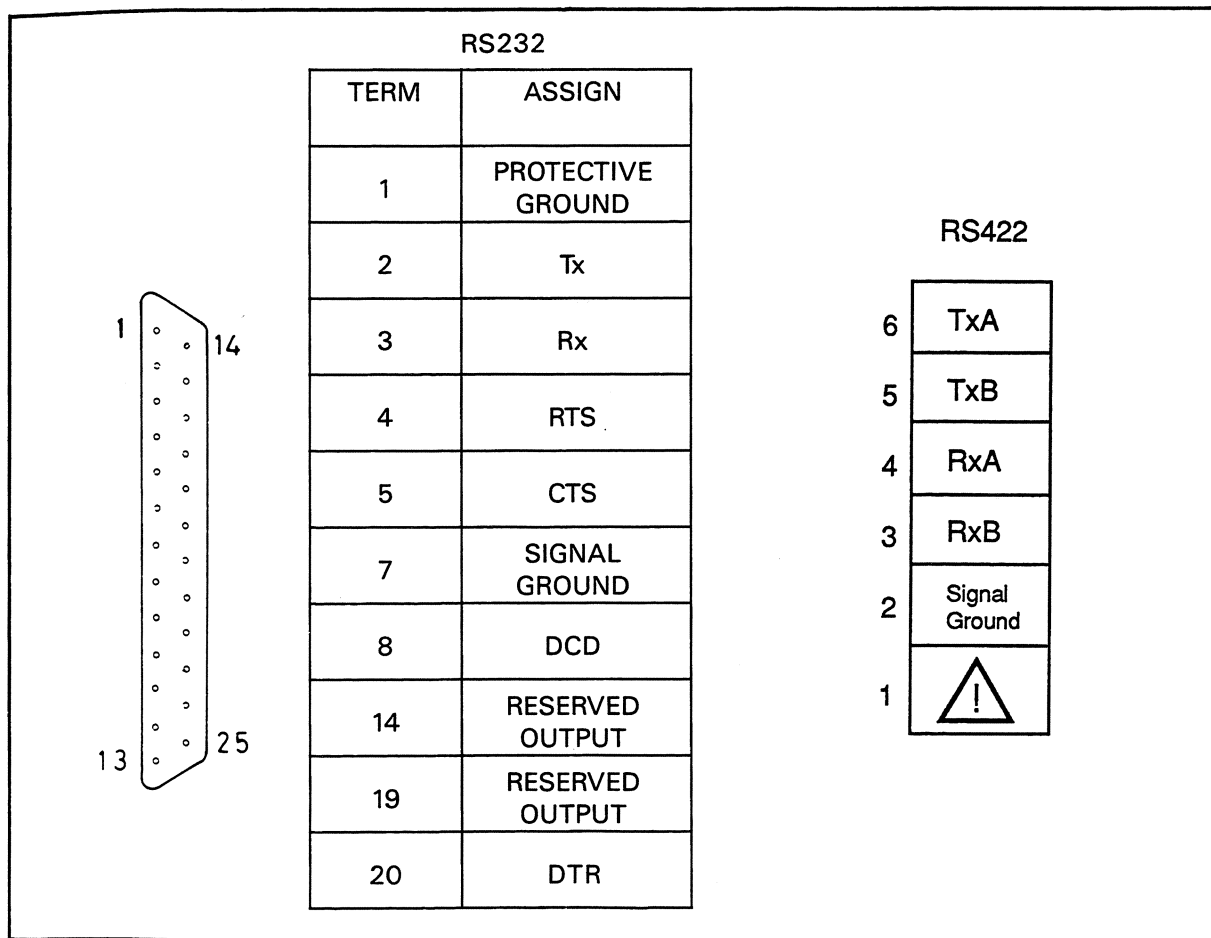 RS232
TERM ASSIGN
1 PROTECTIVE
GROUND
2 Tx
3 Rx
4 RTS
5 CTS
7 SIGNAL
GROUND
8 DCD
14 RESERVED
OUTPUT
19 RESERVED
OUTPUT
20 DTR
1
14
13
25
RS422
6 TxA
5 TxB
4 RxA
3 RxB
2 Signal
Ground
1 !